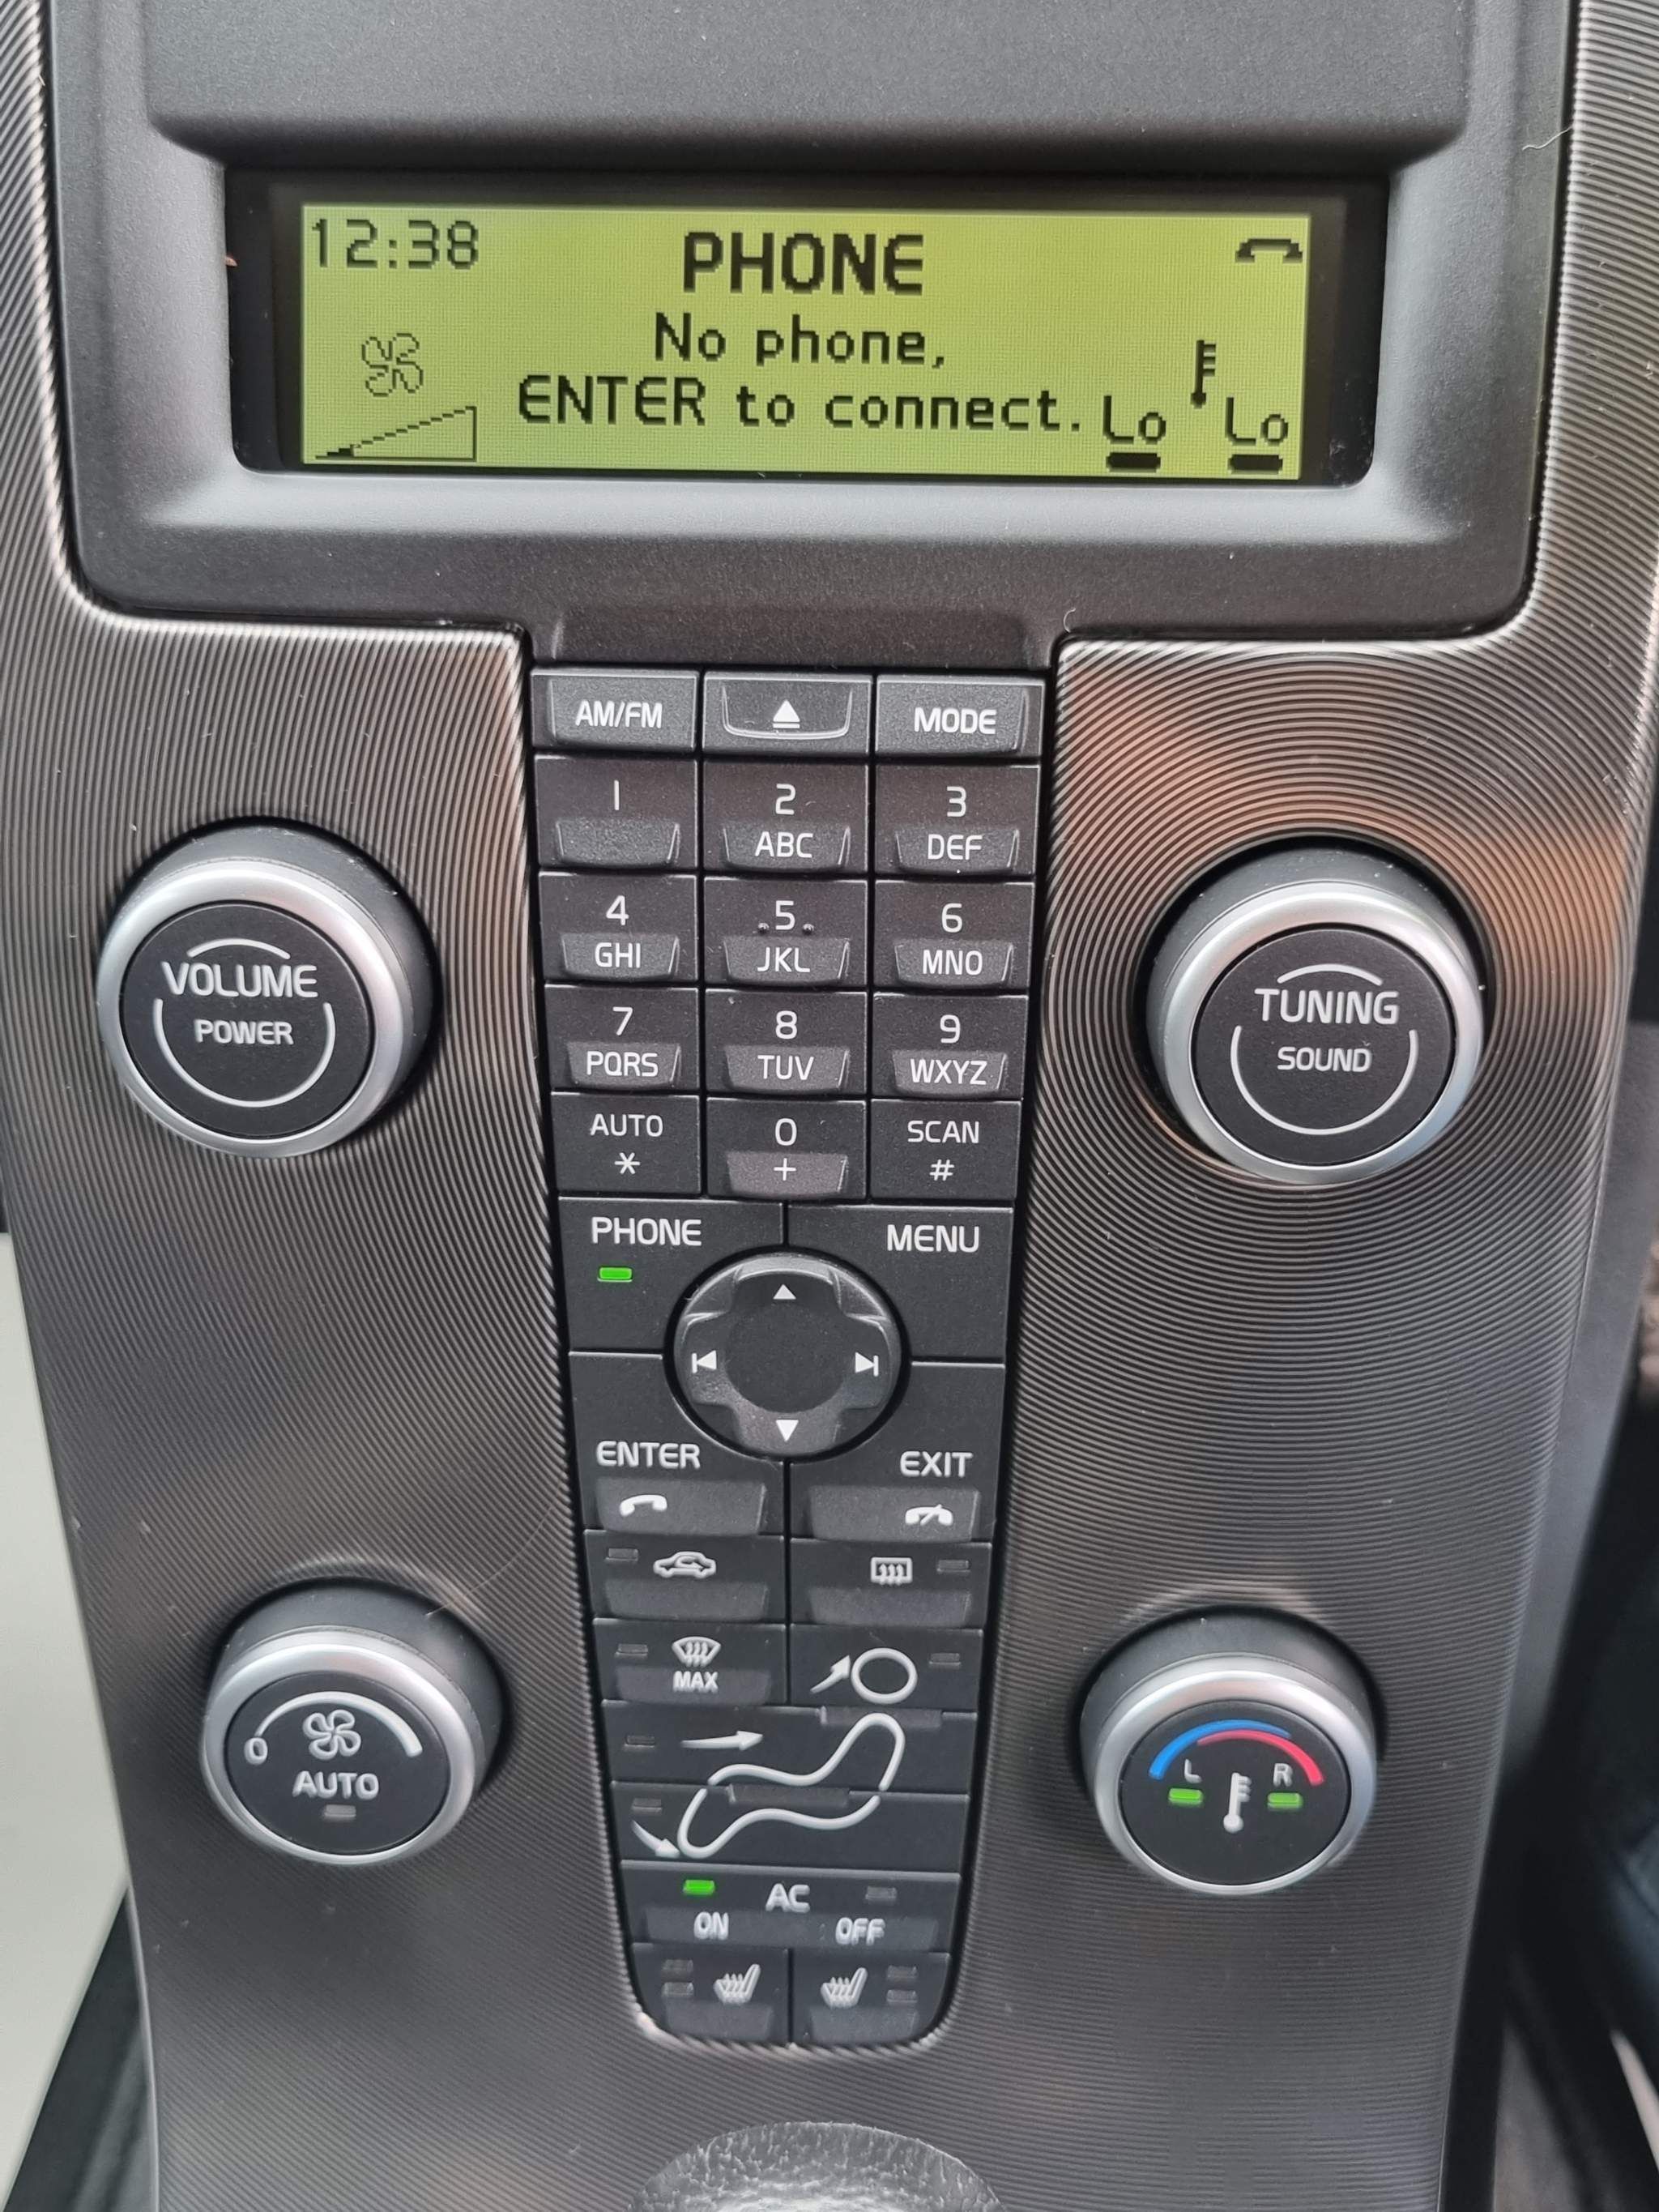 12:38
PHONE
No phone,
ENTER to connect.
Lo Lo
AM/FM MODE
1 2 3
ABC DEF
4 5 6
GHI JKL MNO
7 8 9
PQRS TUV WXYZ
AUTO 0 SCAN
* + #
VOLUME
POWER
TUNING
SOUND
PHONE MENU
ENTER EXIT
MAX
0
AUTO
L R
AC
ON OFF